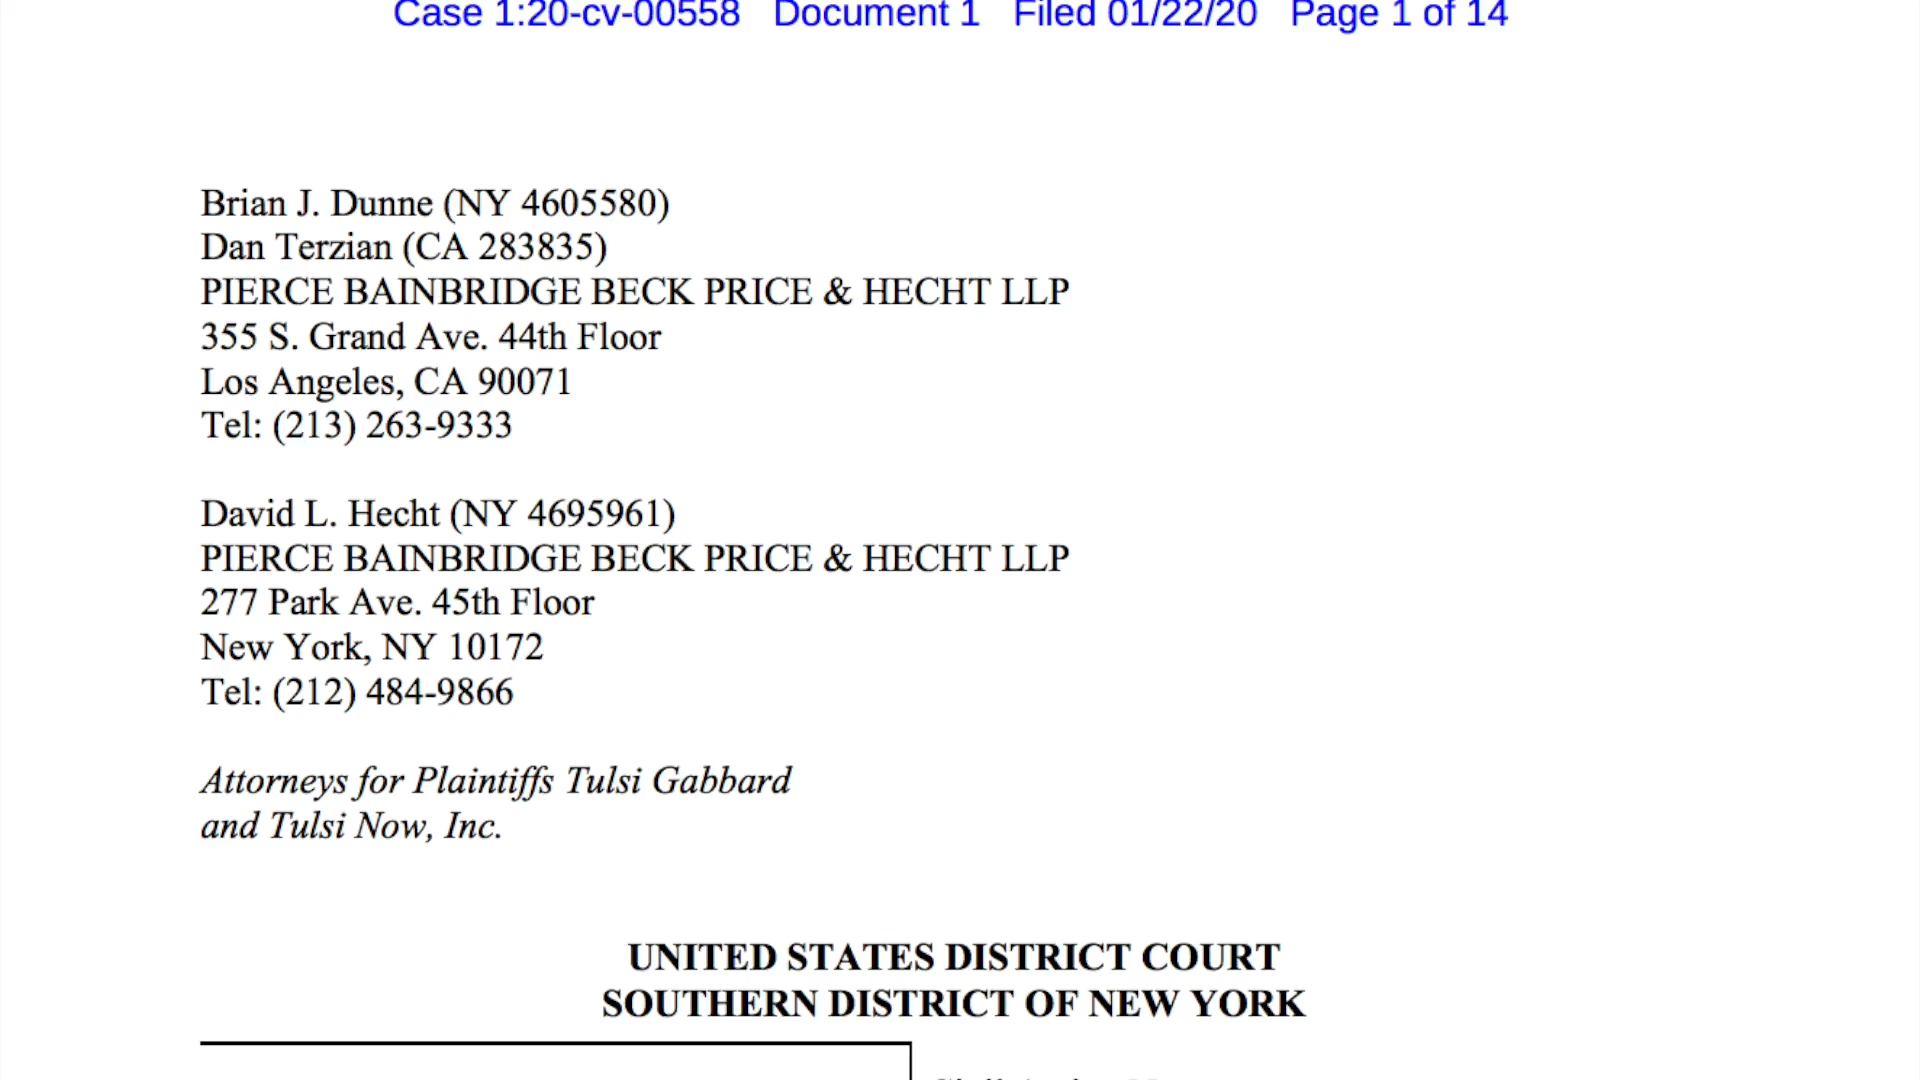 Case 1:20-cv-00558 Document 1 Filed 01/22/20 Page 1 of 14
Brian J. Dunne (NY 4605580)
Dan Terzian (CA 283835)
PIERCE BAINBRIDGE BECK PRICE & HECHT LLP
355 S. Grand Ave. 44th Floor
Los Angeles, CA 90071
Tel: (213) 263-9333
David L. Hecht (NY 4695961)
PIERCE BAINBRIDGE BECK PRICE & HECHT LLP
277 Park Ave. 45th Floor
New York, NY 10172
Tel: (212) 484-9866
Attorneys for Plaintiffs Tulsi Gabbard
and Tulsi Now, Inc.
UNITED STATES DISTRICT COURT
SOUTHERN DISTRICT OF NEW YORK